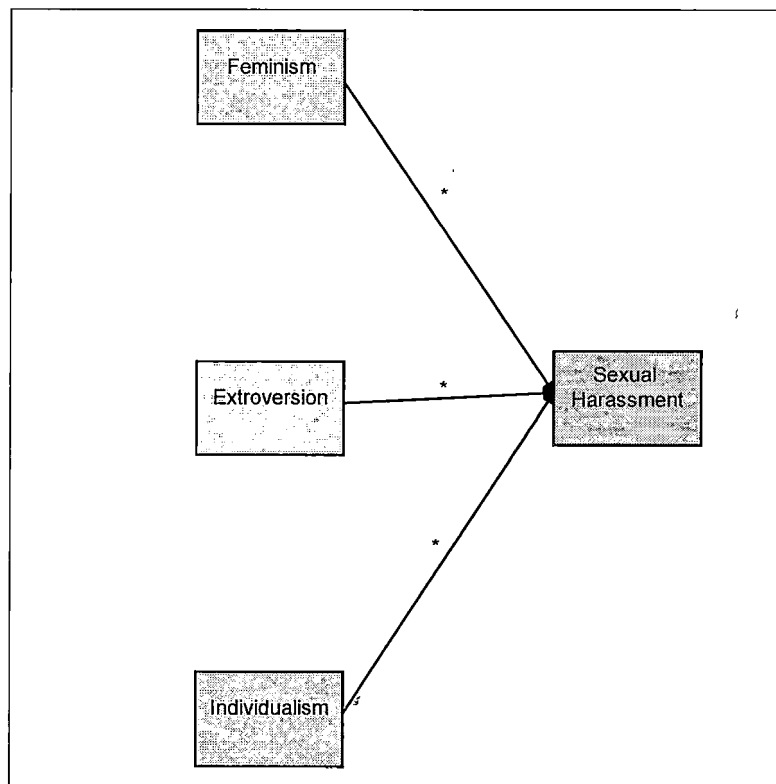 Feminism
*
Extroversion
*
Sexual
Harassment
*
Individualism